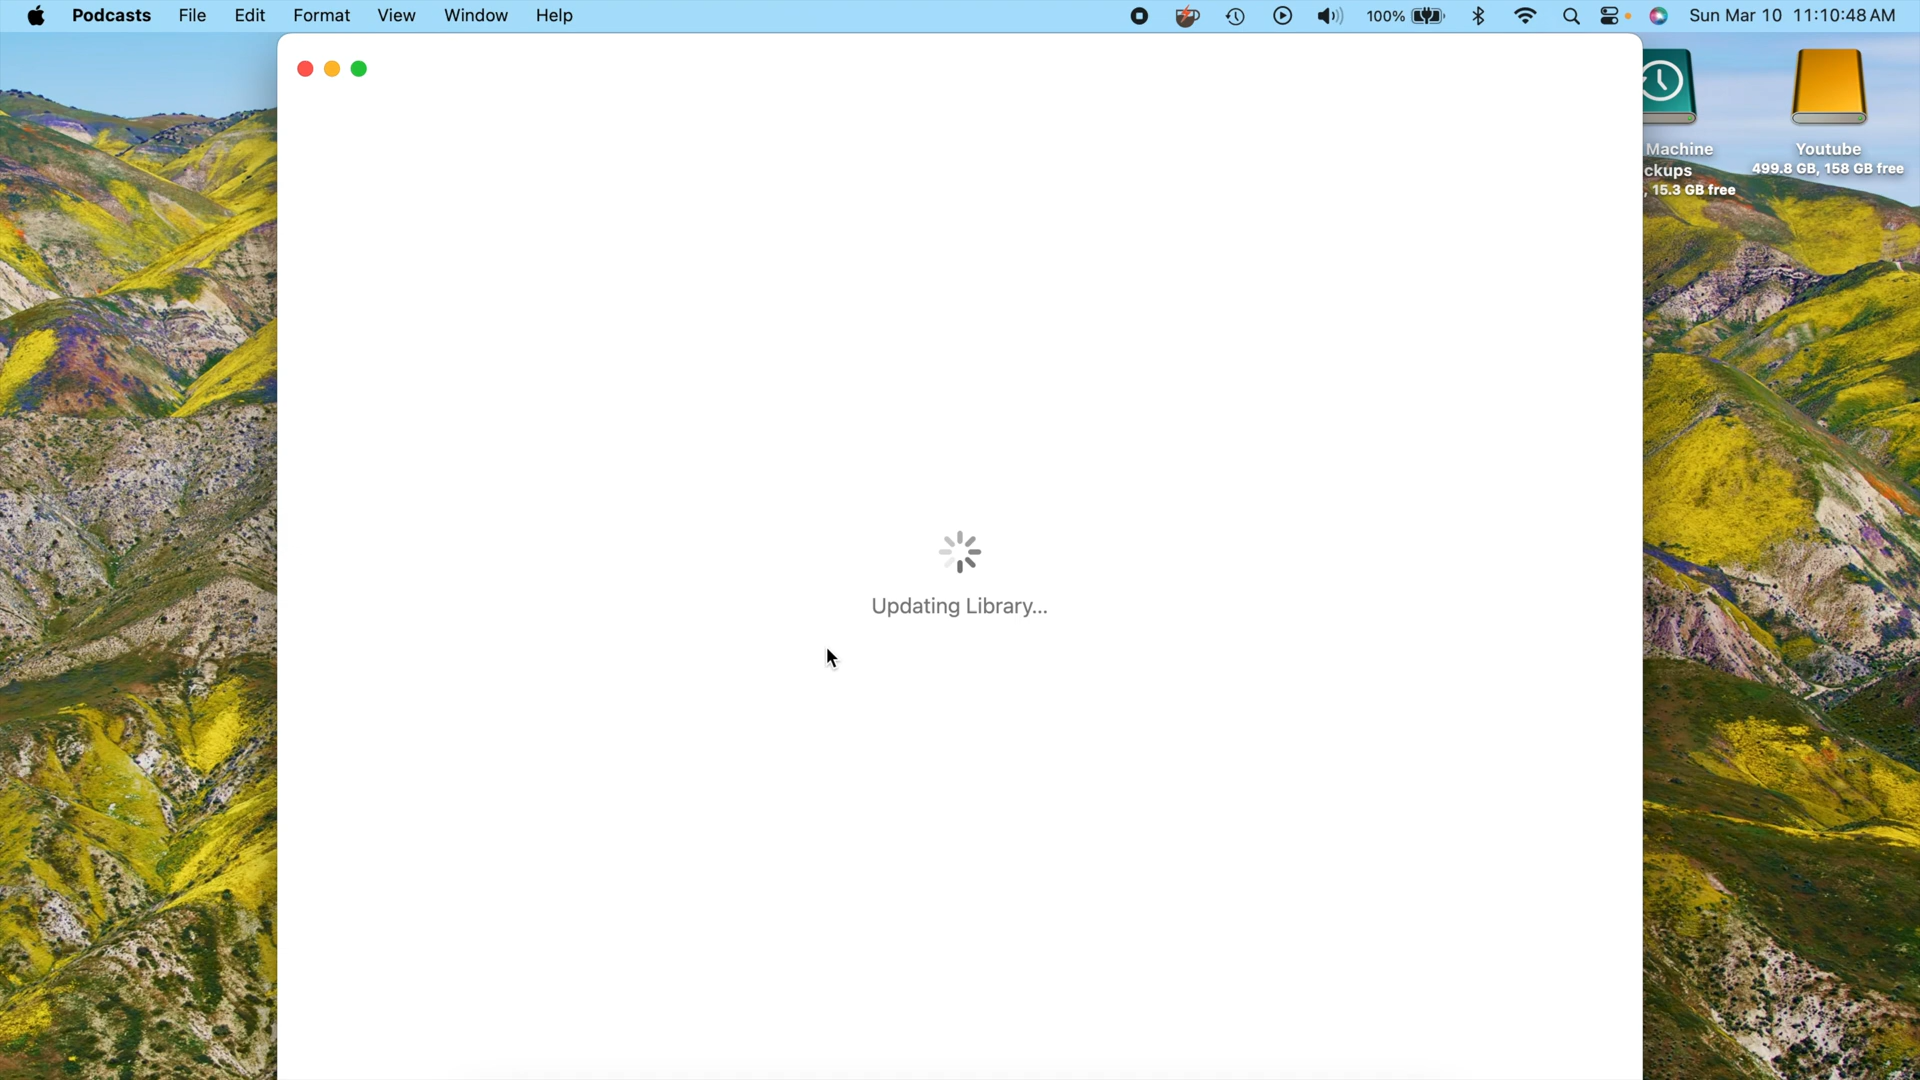 Podcasts File Edit Format View Window Help 100% Sun Mar 10 11:10:48 AM
Machine
ckups
, 15.3 GB free
Youtube
499.8 GB, 158 GB free
Updating Library...